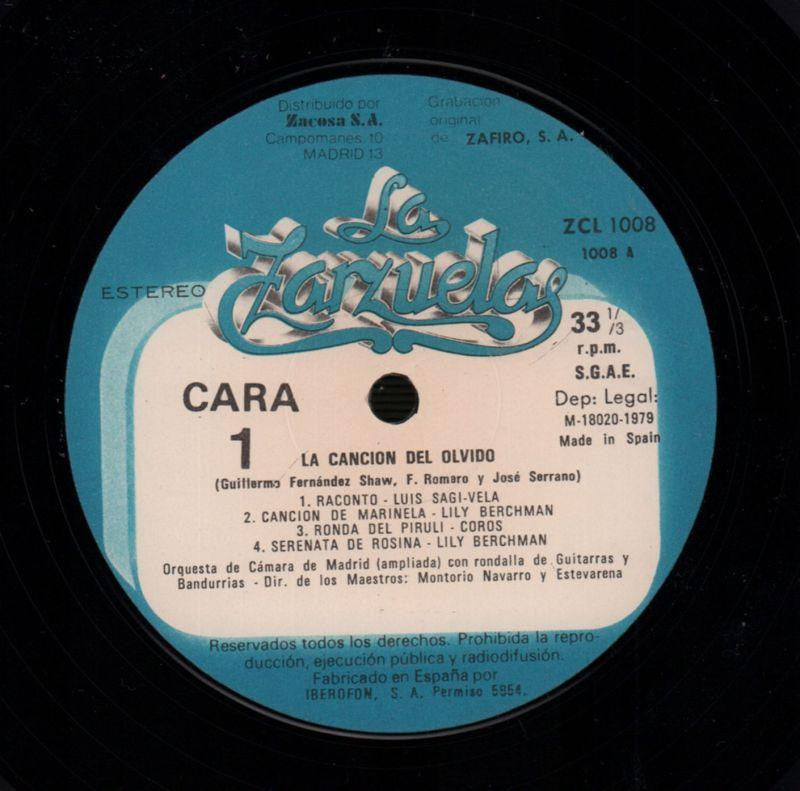 Distribuido por
Zacosa S.A.
Campomanes, 10
MADRID 13
Grabación
original
de ZAFIRO, S. A.
La
Zarzuela
ZCL 1008
1008 A
ESTEREO
33 1/3
r.p.m.
S.G.A.E.
Dep: Legal:
M-18020-1979
Made in Spain
CARA
1
LA CANCION DEL OLVIDO
(Guillermo Fernández Shaw, F. Romero y José Serrano)
1. RACONTO - LUIS SAGI-VELA
2. CANCION DE MARINELA - LILY BERCHMAN
3. RONDA DEL PIRULI - COROS
4. SERENATA DE ROSINA - LILY BERCHMAN
Orquesta de Cámara de Madrid (ampliada) con rondalla de Guitarras y
Bandurrias - Dir. de los Maestros: Montorio Navarro y Estevarena
Reservados todos los derechos. Prohibida la repro-
ducción, ejecución pública y radiodifusión.
Fabricado en España por
IBEROFON, S. A. Permiso 5954.